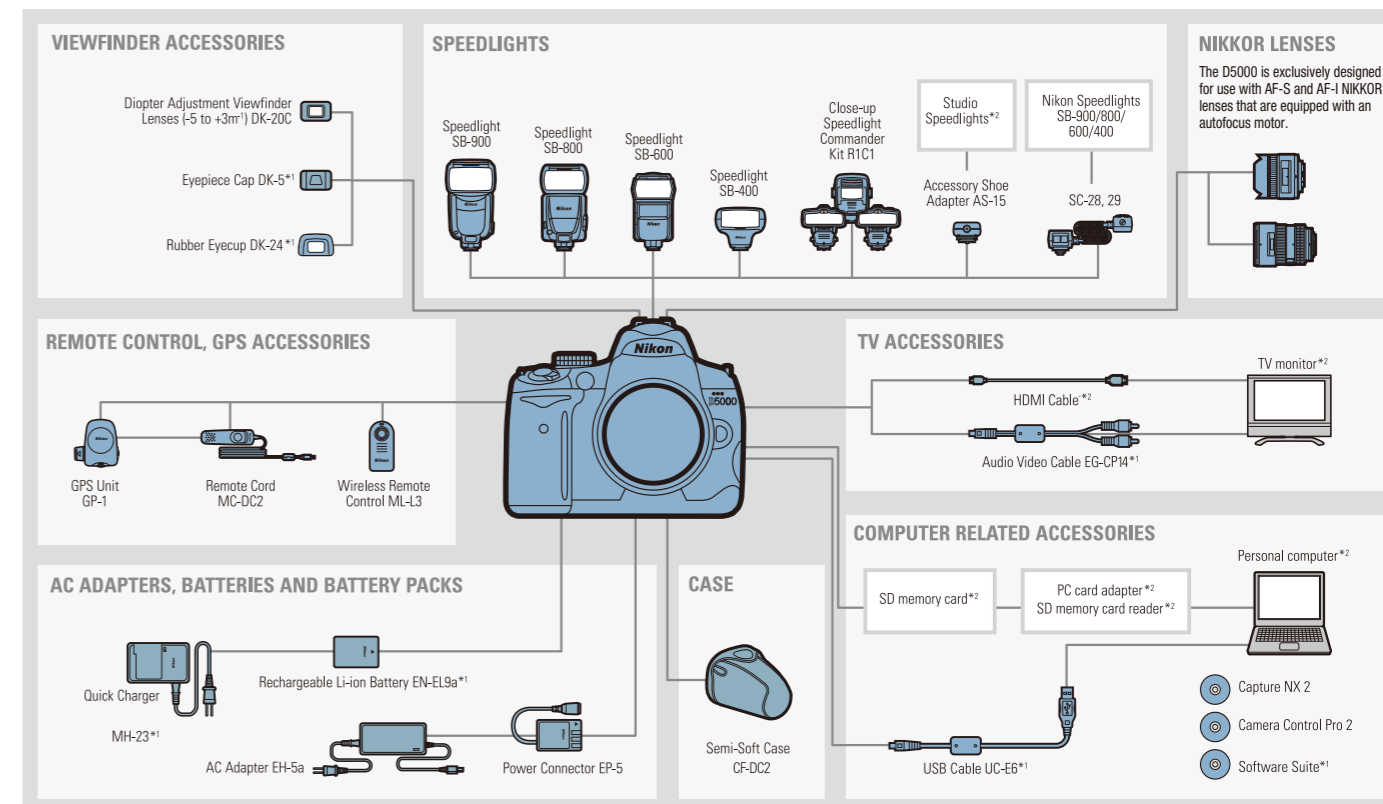 VIEWFINDER ACCESSORIES
Diopter Adjustment Viewfinder
Lenses (-5 to +3m⁻¹) DK-20C
Eyepiece Cap DK-5*1
Rubber Eyecup DK-24*1
SPEEDLIGHTS
Speedlight
SB-900
Speedlight
SB-800
Speedlight
SB-600
Speedlight
SB-400
Close-up
Speedlight
Commander
Kit R1C1
Studio
Speedlights*2
Accessory Shoe
Adapter AS-15
Nikon Speedlights
SB-900/800/
600/400
SC-28, 29
NIKKOR LENSES
The D5000 is exclusively designed
for use with AF-S and AF-I NIKKOR
lenses that are equipped with an
autofocus motor.
REMOTE CONTROL, GPS ACCESSORIES
GPS Unit
GP-1
Remote Cord
MC-DC2
Wireless Remote
Control ML-L3
Nikon
D5000
TV ACCESSORIES
HDMI Cable*2
Audio Video Cable EG-CP14*1
TV monitor*2
AC ADAPTERS, BATTERIES AND BATTERY PACKS
Quick Charger
MH-23*1
Rechargeable Li-ion Battery EN-EL9a*1
AC Adapter EH-5a
Power Connector EP-5
CASE
Semi-Soft Case
CF-DC2
COMPUTER RELATED ACCESSORIES
SD memory card*2
PC card adapter*2
SD memory card reader*2
Personal computer*2
USB Cable UC-E6*1
Capture NX 2
Camera Control Pro 2
Software Suite*1